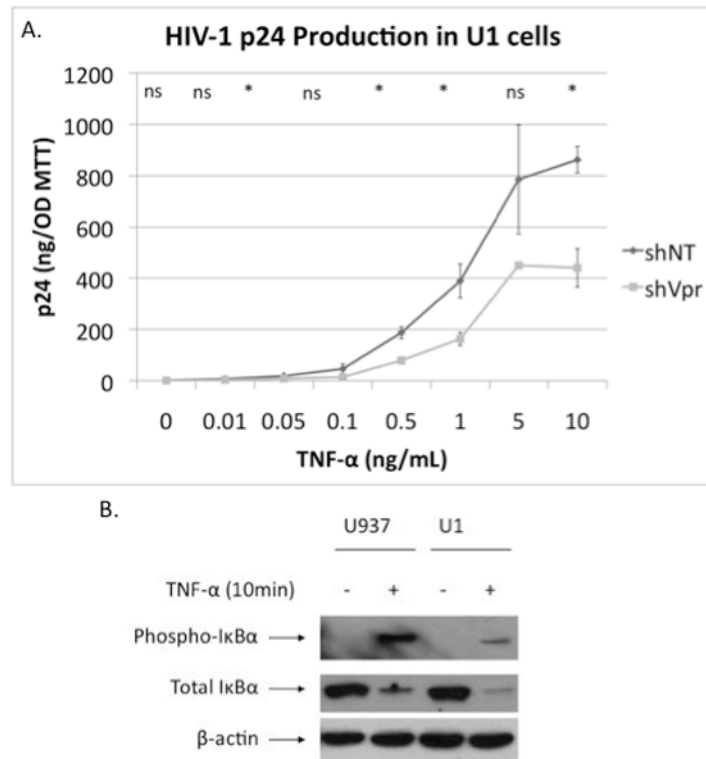 A.
HIV-1 p24 Production in U1 cells
1200
ns ns * ns * * ns *
1000
800
600
400
200
0
p24 (ng/OD MTT)
shNT
shVpr
0 0.01 0.05 0.1 0.5 1 5 10
TNF-α (ng/mL)
B.
U937 U1
TNF-α (10min) - + - +
Phospho-IκBα
Total IκBα
β-actin